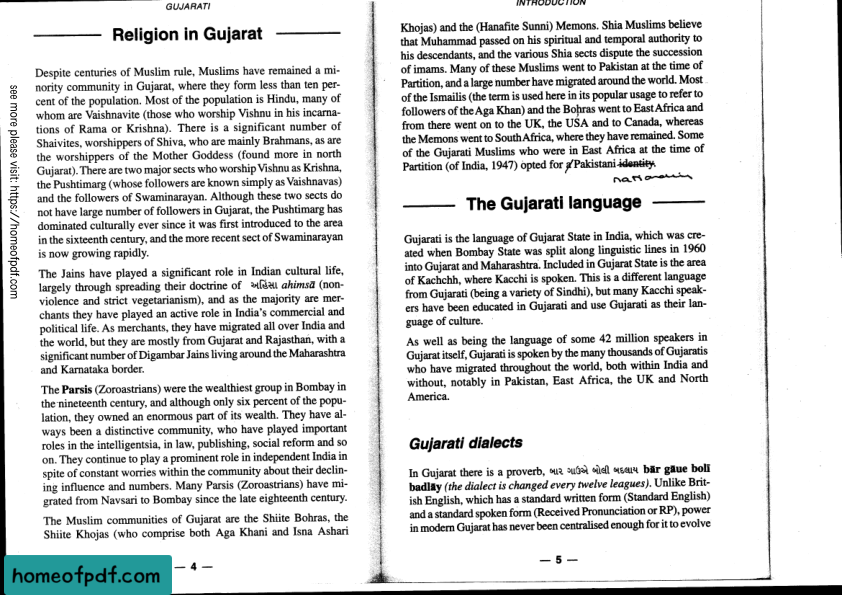 GUJARATI
Religion in Gujarat
Despite centuries of Muslim rule, Muslims have remained a mi-
nority community in Gujarat, where they form less than ten per-
cent of the population. Most of the population is Hindu, many of
whom are Vaishnavite (those who worship Vishnu in his incarna-
tions of Rama or Krishna). There is a significant number of
Shaivites, worshippers of Shiva, who are mainly Brahmans, as are
the worshippers of the Mother Goddess (found more in north
Gujarat). There are two major sects who worship Vishnu as Krishna,
the Pushtimarg (whose followers are known simply as Vaishnavas)
and the followers of Swaminarayan. Although these two sects do
not have large number of followers in Gujarat, the Pushtimarg has
dominated culturally ever since it was first introduced to the area
in the sixteenth century, and the more recent sect of Swaminarayan
is now growing rapidly.
The Jains have played a significant role in Indian cultural life,
largely through spreading their doctrine of અહિંસા ahimsā (non-
violence and strict vegetarianism), and as the majority are mer-
chants they have played an active role in India's commercial and
political life. As merchants, they have migrated all over India and
the world, but they are mostly from Gujarat and Rajasthan, with a
significant number of Digambar Jains living around the Maharashtra
and Karnataka border.
The Parsis (Zoroastrians) were the wealthiest group in Bombay in
the nineteenth century, and although only six percent of the popu-
lation, they owned an enormous part of its wealth. They have al-
ways been a distinctive community, who have played important
roles in the intelligentsia, in law, publishing, social reform and so
on. They continue to play a prominent role in independent India in
spite of constant worries within the community about their declin-
ing influence and numbers. Many Parsis (Zoroastrians) have mi-
grated from Navsari to Bombay since the late eighteenth century.
The Muslim communities of Gujarat are the Shiite Bohras, the
Shiite Khojas (who comprise both Aga Khani and Isna Ashari
— 4 —
INTRODUCTION
Khojas) and the (Hanafite Sunni) Memons. Shia Muslims believe
that Muhammad passed on his spiritual and temporal authority to
his descendants, and the various Shia sects dispute the succession
of imams. Many of these Muslims went to Pakistan at the time of
Partition, and a large number have migrated around the world. Most
of the Ismailis (the term is used here in its popular usage to refer to
followers of the Aga Khan) and the Bohras went to East Africa and
from there went on to the UK, the USA and to Canada, whereas
the Memons went to South Africa, where they have remained. Some
of the Gujarati Muslims who were in East Africa at the time of
Partition (of India, 1947) opted for a Pakistani identity.
The Gujarati language
Gujarati is the language of Gujarat State in India, which was cre-
ated when Bombay State was split along linguistic lines in 1960
into Gujarat and Maharashtra. Included in Gujarat State is the area
of Kachchh, where Kacchi is spoken. This is a different language
from Gujarati (being a variety of Sindhi), but many Kacchi speak-
ers have been educated in Gujarati and use Gujarati as their lan-
guage of culture.
As well as being the language of some 42 million speakers in
Gujarat itself, Gujarati is spoken by the many thousands of Gujaratis
who have migrated throughout the world, both within India and
without, notably in Pakistan, East Africa, the UK and North
America.
Gujarati dialects
In Gujarat there is a proverb, બાર ગાઉએ બોલી બદલાય bār gāue bolī
badlāy (the dialect is changed every twelve leagues). Unlike Brit-
ish English, which has a standard written form (Standard English)
and a standard spoken form (Received Pronunciation or RP), power
in modern Gujarat has never been centralised enough for it to evolve
— 5 —
see more please visit: https://homeofpdf.com
homeofpdf.com